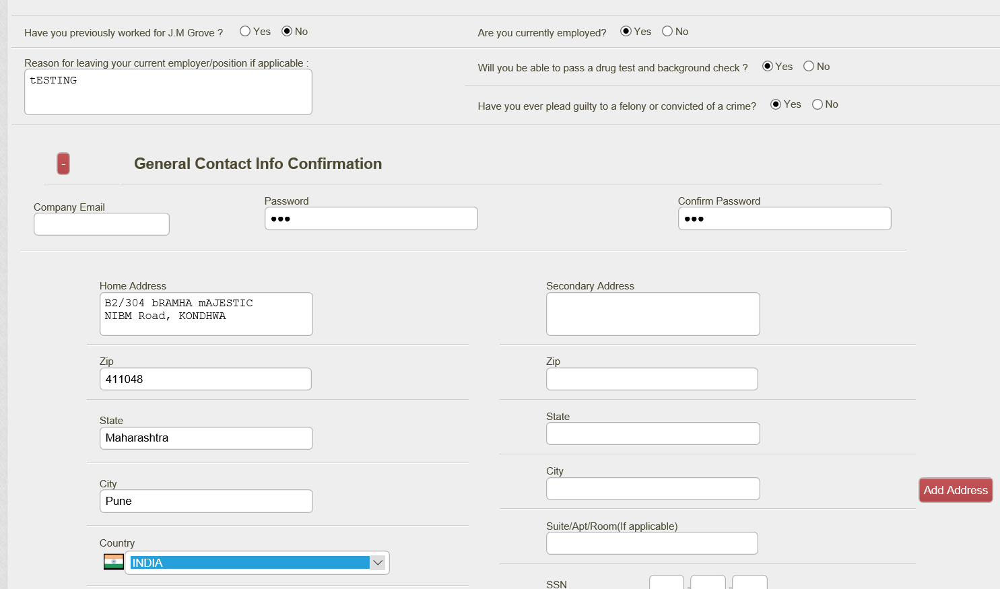 Have you previously worked for J.M Grove ? Yes No
Are you currently employed? Yes No
Reason for leaving your current employer/position if applicable :
tESTING
Will you be able to pass a drug test and background check ? Yes No
Have you ever plead guilty to a felony or convicted of a crime? Yes No
-
General Contact Info Confirmation
Company Email
Password
Confirm Password
Home Address
B2/304 bRAMHA mAJESTIC
NIBM Road, KONDHWA
Zip
411048
State
Maharashtra
City
Pune
Country
INDIA
Secondary Address
Zip
State
City
Add Address
Suite/Apt/Room(If applicable)
SSN - -